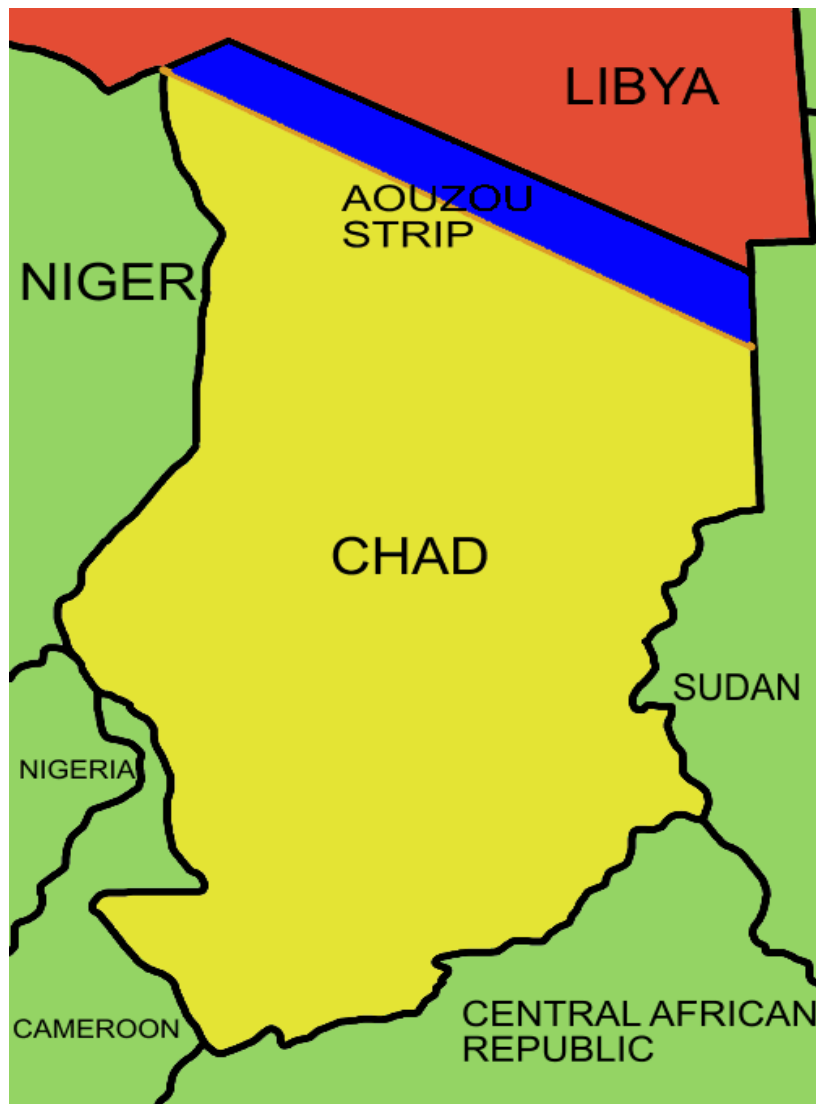 LIBYA
AOUZOU
STRIP
NIGER
CHAD
SUDAN
NIGERIA
CENTRAL AFRICAN
REPUBLIC
CAMEROON